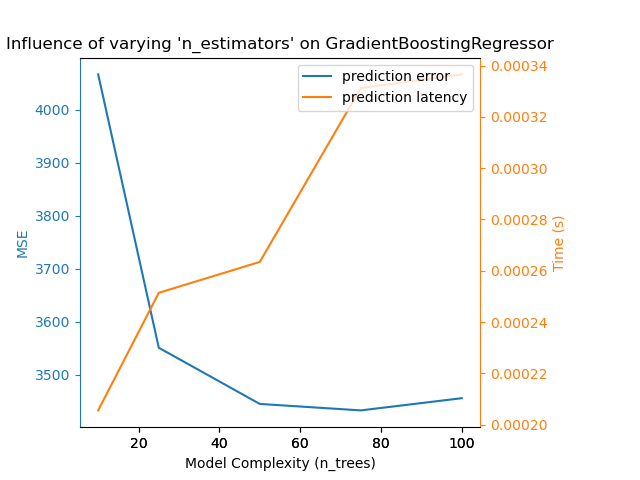 Influence of varying 'n_estimators' on GradientBoostingRegressor
prediction error
prediction latency
MSE
4000
3900
3800
3700
3600
3500
0.00034
0.00032
0.00030
0.00028
0.00026
0.00024
0.00022
0.00020
Time (s)
20 40 60 80 100
Model Complexity (n_trees)